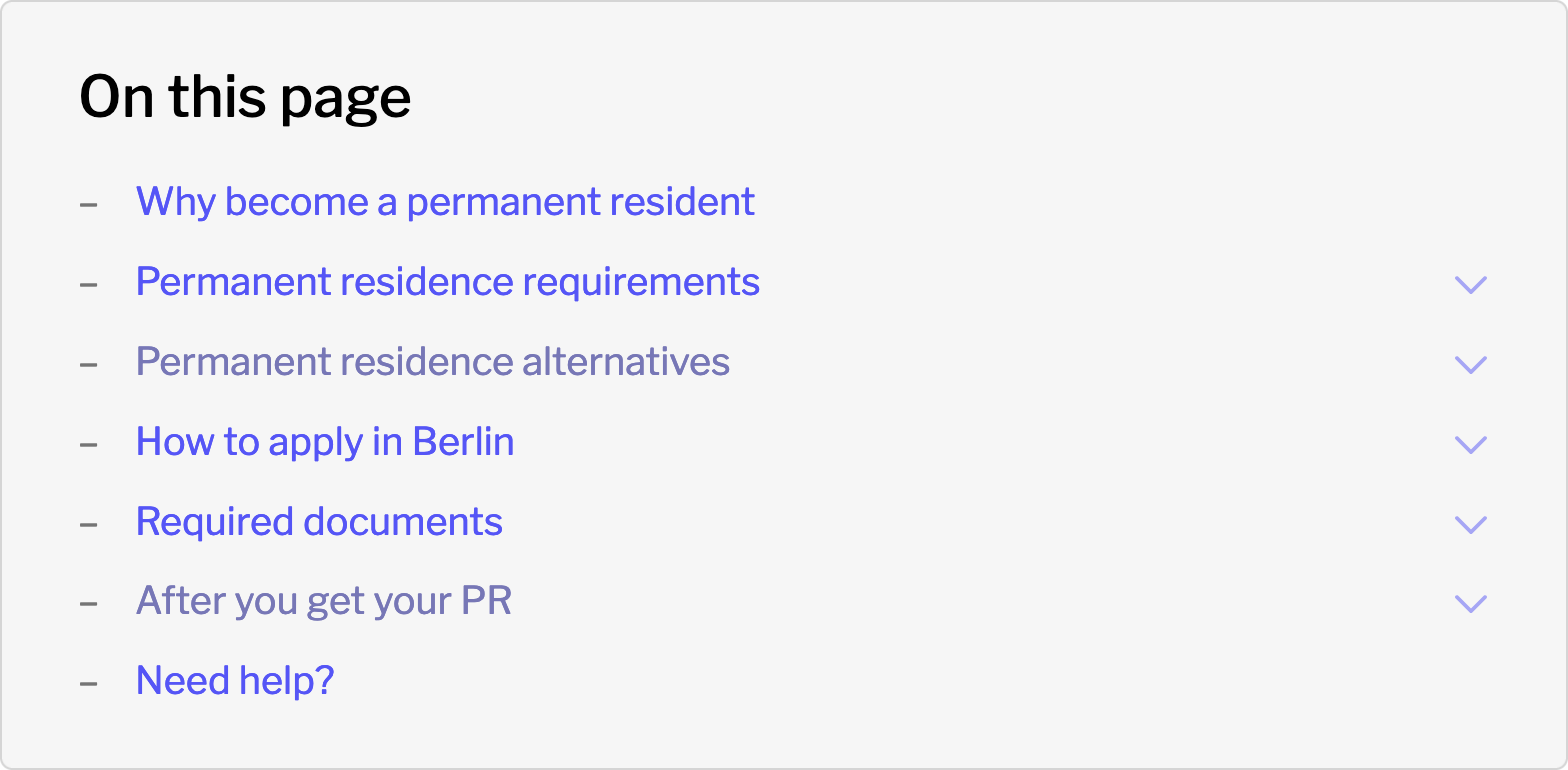 On this page
– Why become a permanent resident
– Permanent residence requirements
– Permanent residence alternatives
– How to apply in Berlin
– Required documents
– After you get your PR
– Need help?